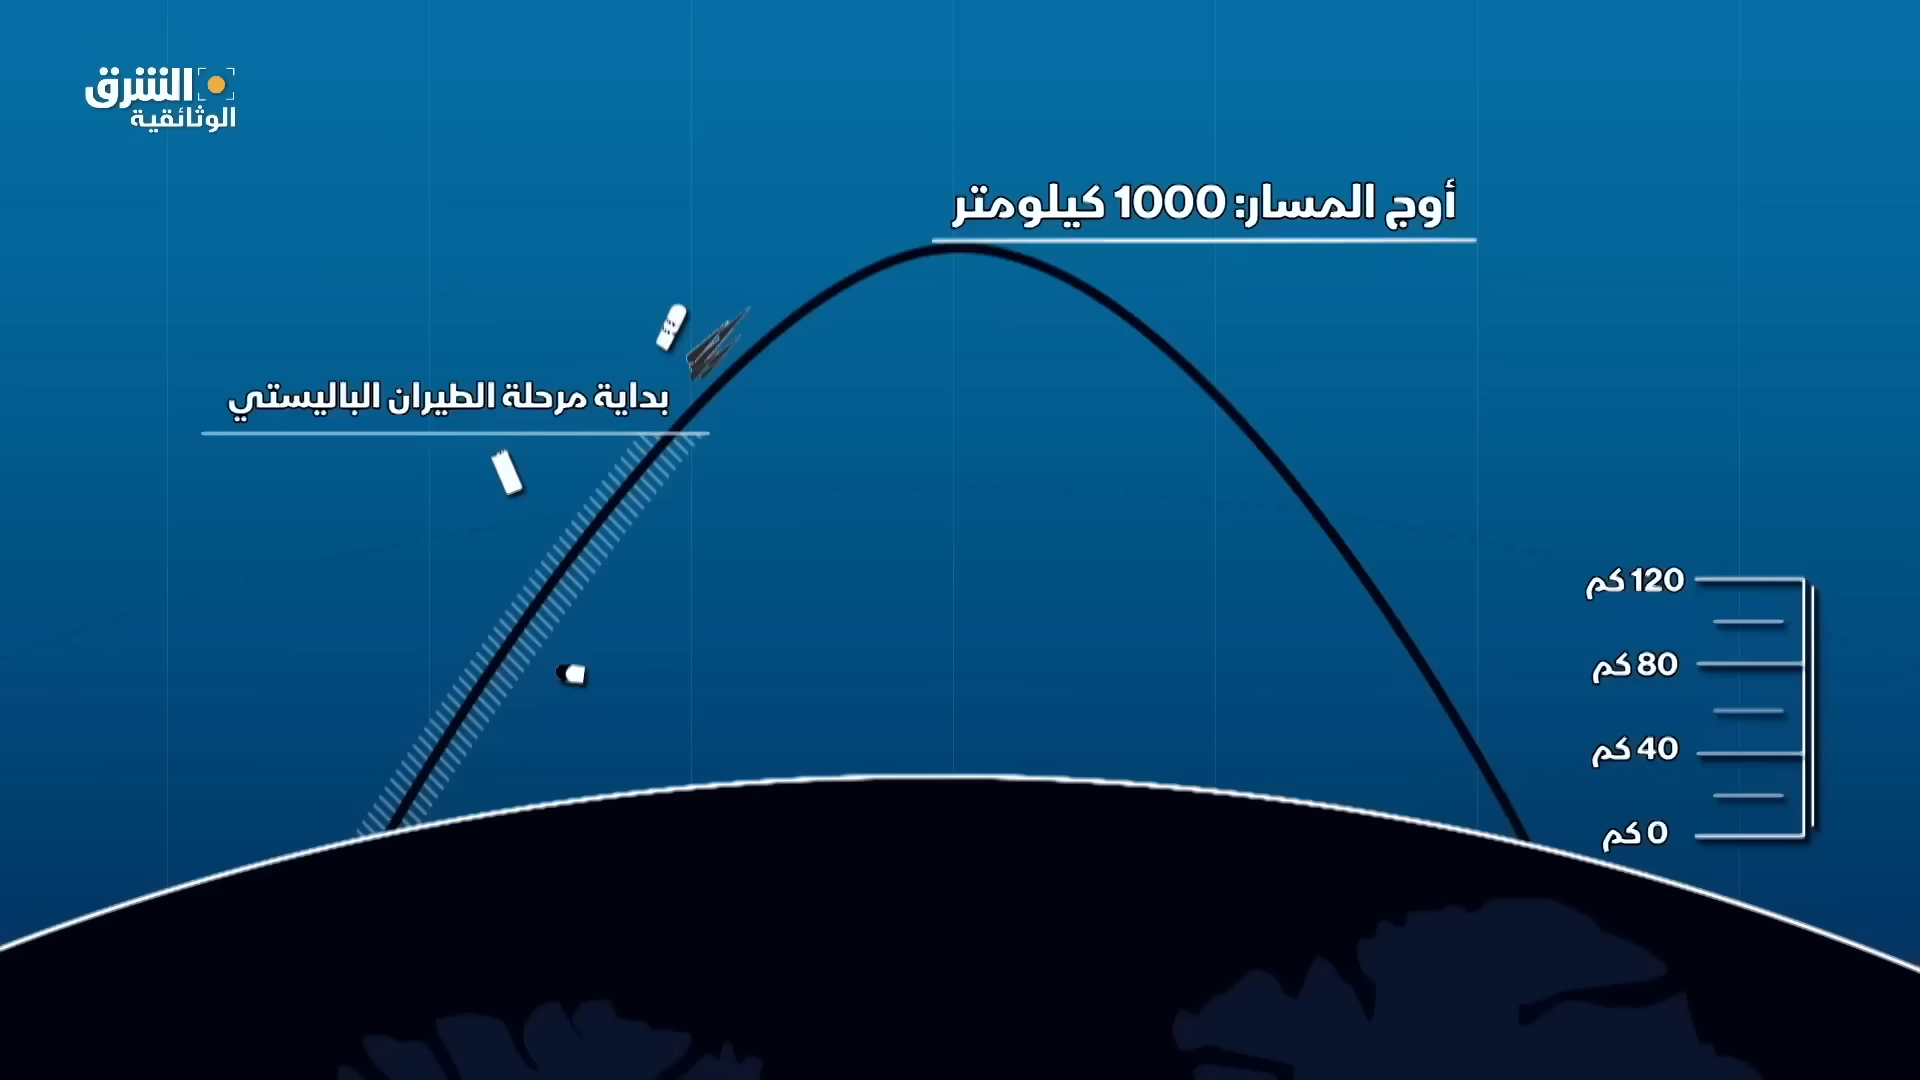 الشرق
الوثائقية
أوج المسار: 1000 كيلومتر
بداية مرحلة الطيران الباليستي
120 كم
80 كم
40 كم
0 كم